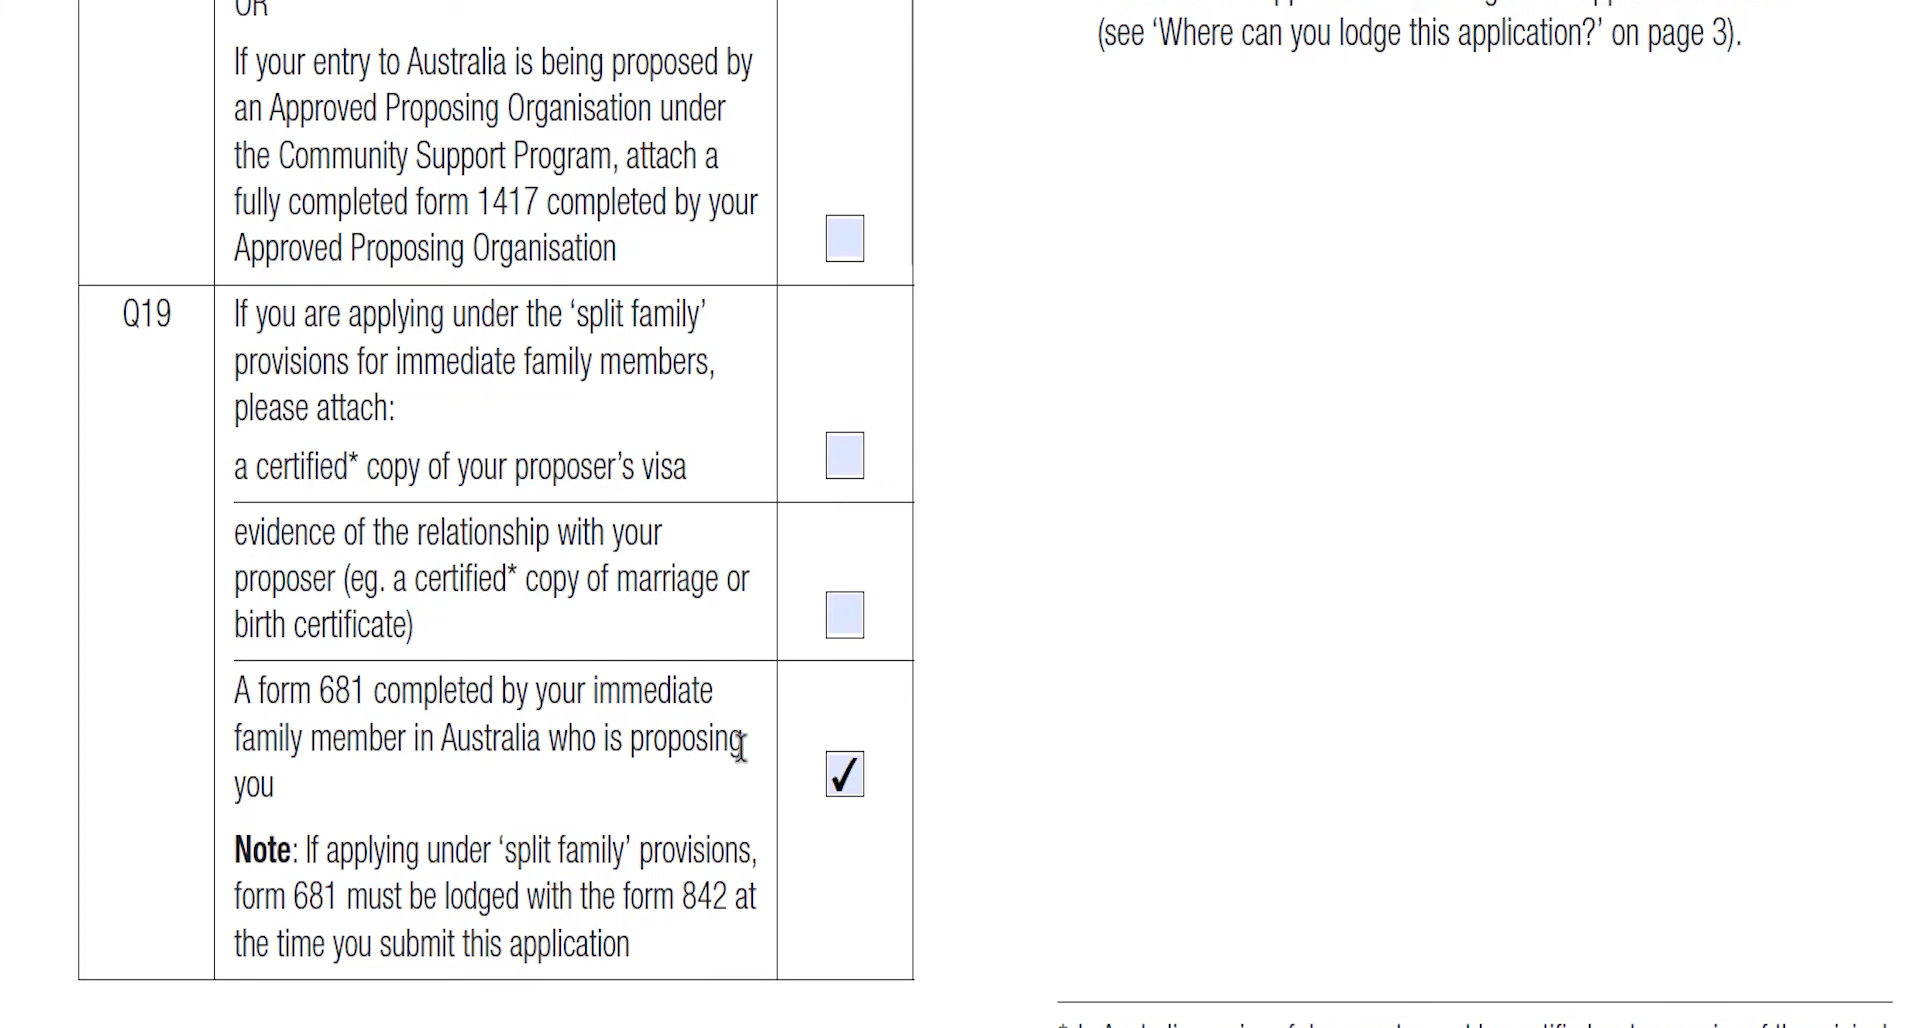 OR
If your entry to Australia is being proposed by
an Approved Proposing Organisation under
the Community Support Program, attach a
fully completed form 1417 completed by your
Approved Proposing Organisation
Q19
If you are applying under the ‘split family’
provisions for immediate family members,
please attach:
a certified* copy of your proposer’s visa
evidence of the relationship with your
proposer (eg. a certified* copy of marriage or
birth certificate)
A form 681 completed by your immediate
family member in Australia who is proposing
you
Note: If applying under ‘split family’ provisions,
form 681 must be lodged with the form 842 at
the time you submit this application
(see ‘Where can you lodge this application?’ on page 3).